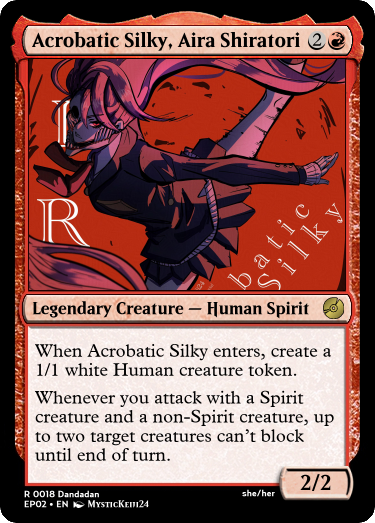 Acrobatic Silky, Aira Shiratori 2
I
R
batic
Silky
Legendary Creature — Human Spirit
When Acrobatic Silky enters, create a
1/1 white Human creature token.
Whenever you attack with a Spirit
creature and a non-Spirit creature, up
to two target creatures can't block
until end of turn.
2/2
R 0018 Dandadan
she/her
EP02 • EN MysticKeifi24